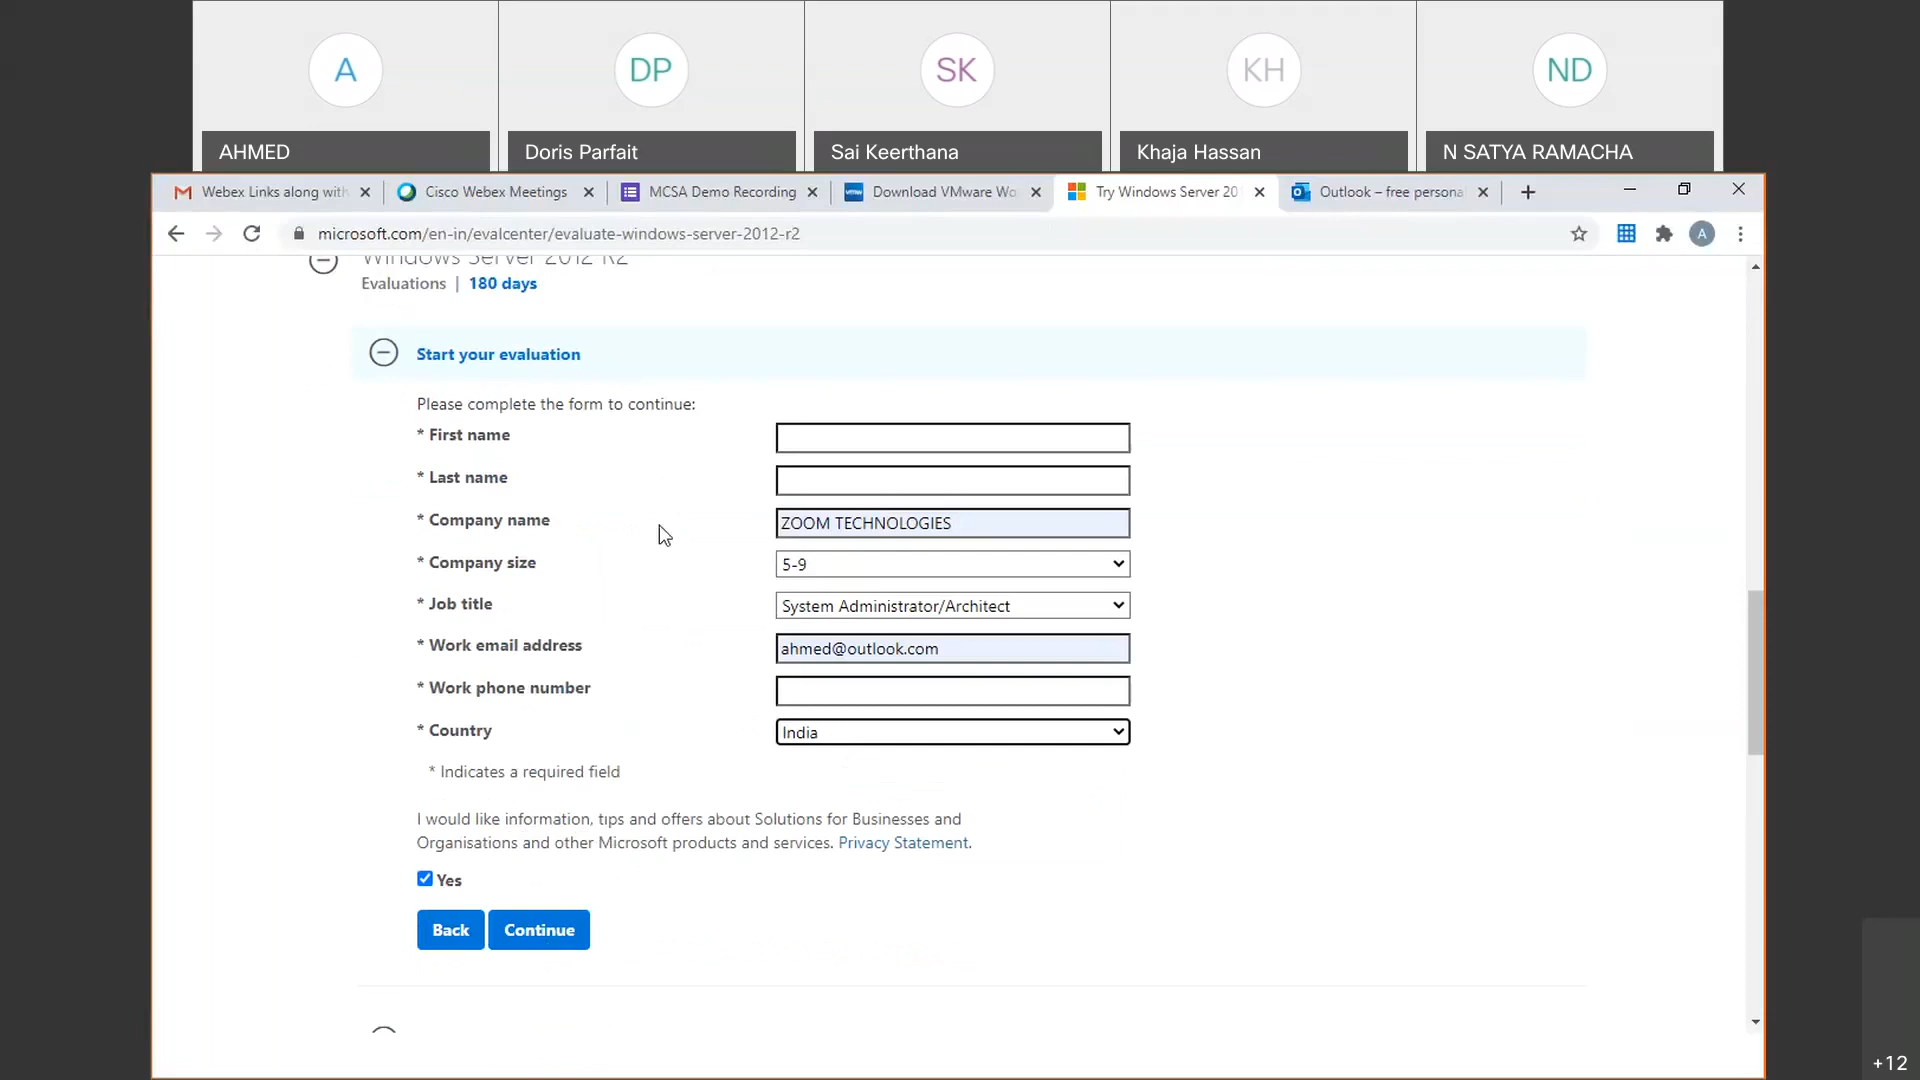 A
DP
SK
KH
ND
AHMED
Doris Parfait
Sai Keerthana
Khaja Hassan
N SATYA RAMACHA
Webex Links along with
Cisco Webex Meetings
MCSA Demo Recording
Download VMware Wo
Try Windows Server 20
Outlook – free persona
microsoft.com/en-in/evalcenter/evaluate-windows-server-2012-r2
A
Windows Server 2012 R2
Evaluations | 180 days
Start your evaluation
Please complete the form to continue:
* First name
* Last name
* Company name ZOOM TECHNOLOGIES
* Company size 5-9
* Job title System Administrator/Architect
* Work email address ahmed@outlook.com
* Work phone number
* Country India
* Indicates a required field
I would like information, tips and offers about Solutions for Businesses and
Organisations and other Microsoft products and services. Privacy Statement.
Yes
Back Continue
+12